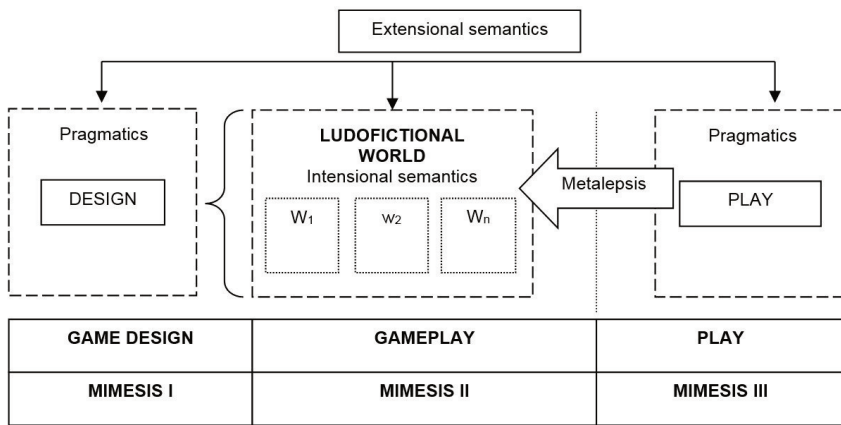 Extensional semantics
Pragmatics
DESIGN
LUDOFICTIONAL
WORLD
Intensional semantics
W1
w2
Wn
Metalepsis
Pragmatics
PLAY
GAME DESIGN
GAMEPLAY
PLAY
MIMESIS I
MIMESIS II
MIMESIS III